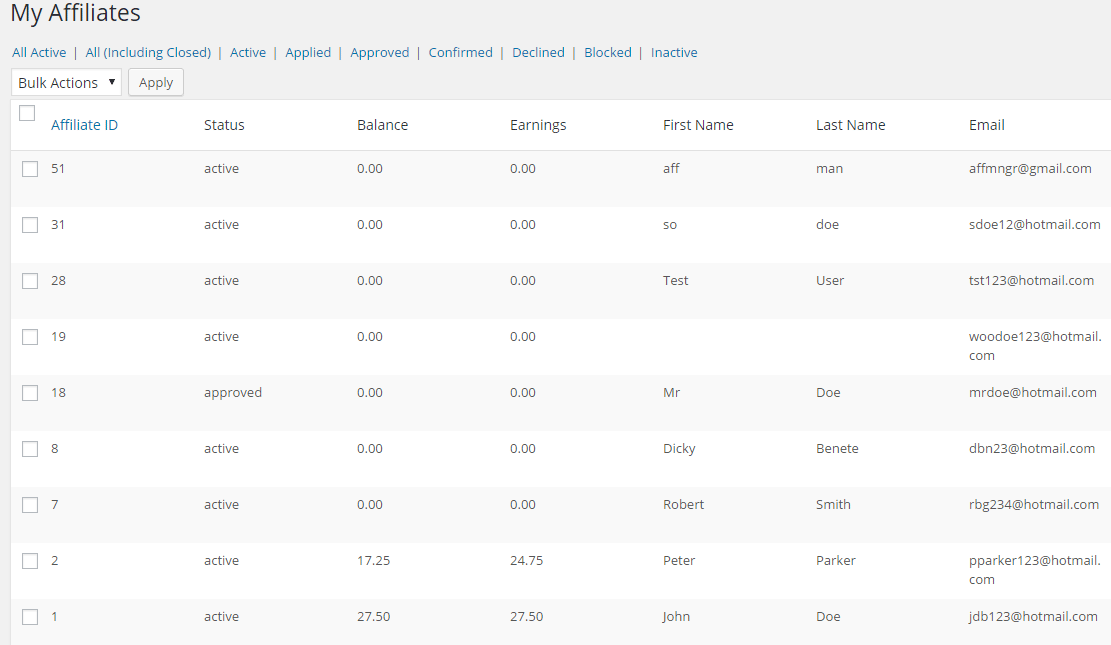 My Affiliates
All Active | All (Including Closed) | Active | Applied | Approved | Confirmed | Declined | Blocked | Inactive
Bulk Actions Apply
Affiliate ID Status Balance Earnings First Name Last Name Email
51 active 0.00 0.00 aff man affmngr@gmail.com
31 active 0.00 0.00 so doe sdoe12@hotmail.com
28 active 0.00 0.00 Test User tst123@hotmail.com
19 active 0.00 0.00 woodoe123@hotmail.
com
18 approved 0.00 0.00 Mr Doe mrdoe@hotmail.com
8 active 0.00 0.00 Dicky Benete dbn23@hotmail.com
7 active 0.00 0.00 Robert Smith rbg234@hotmail.com
2 active 17.25 24.75 Peter Parker pparker123@hotmail.
com
1 active 27.50 27.50 John Doe jdb123@hotmail.com